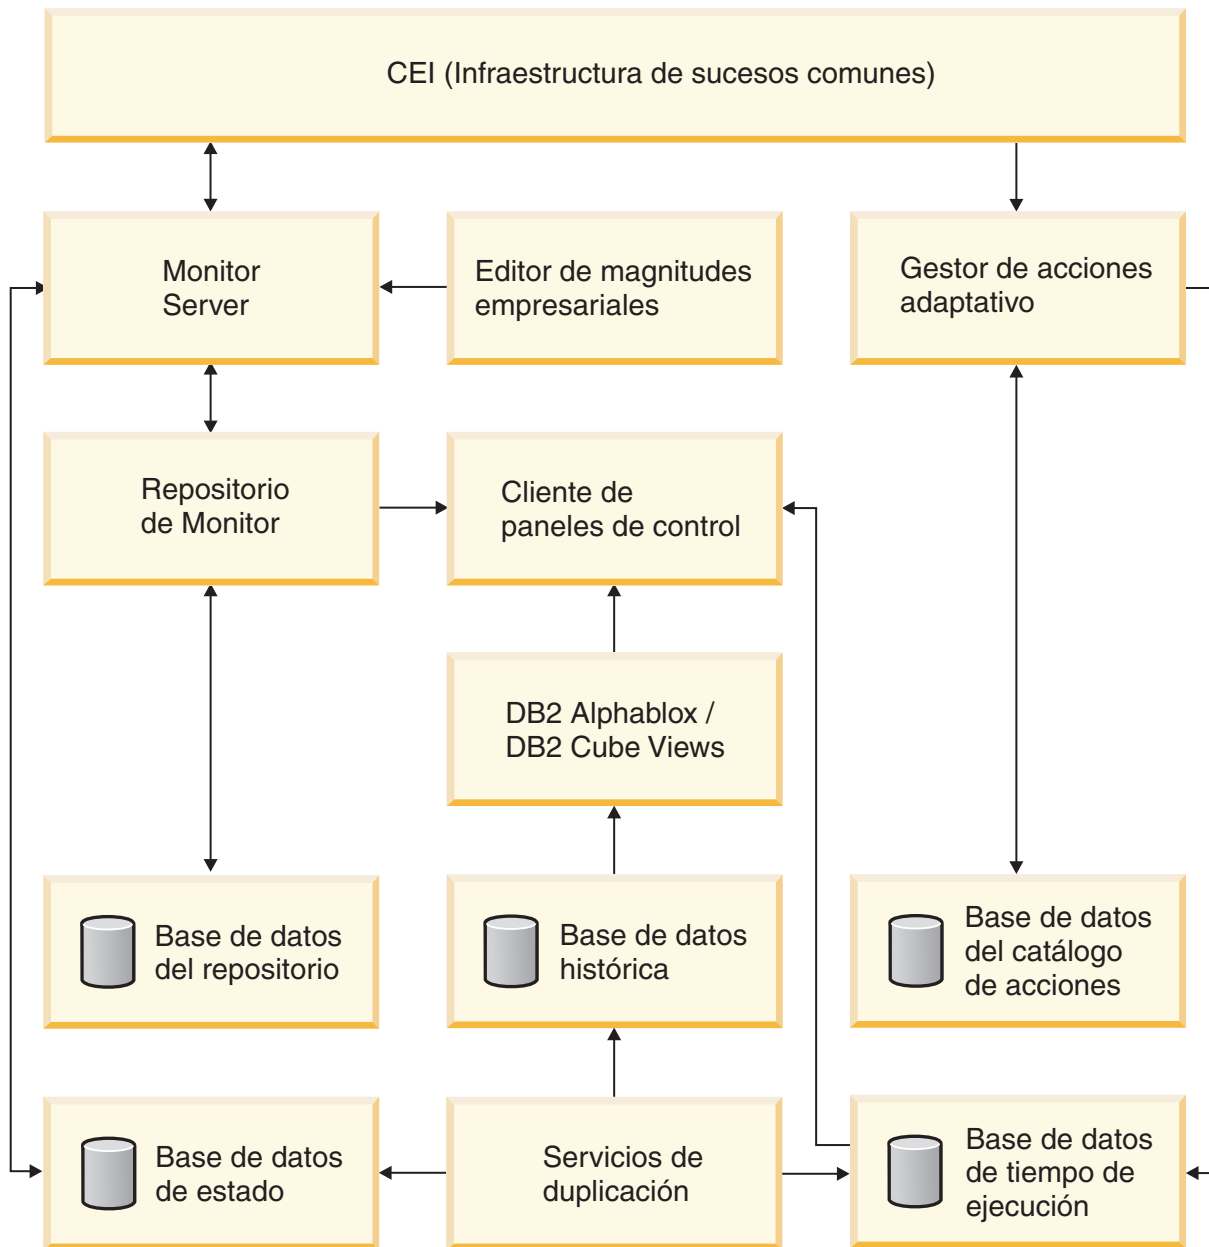 CEI (Infraestructura de sucesos comunes)
Monitor
Server
Editor de magnitudes
empresariales
Gestor de acciones
adaptativo
Repositorio
de Monitor
Cliente de
paneles de control
DB2 Alphablox /
DB2 Cube Views
Base de datos
del repositorio
Base de datos
histórica
Base de datos
del catálogo
de acciones
Base de datos
de estado
Servicios de
duplicación
Base de datos
de tiempo de
ejecución